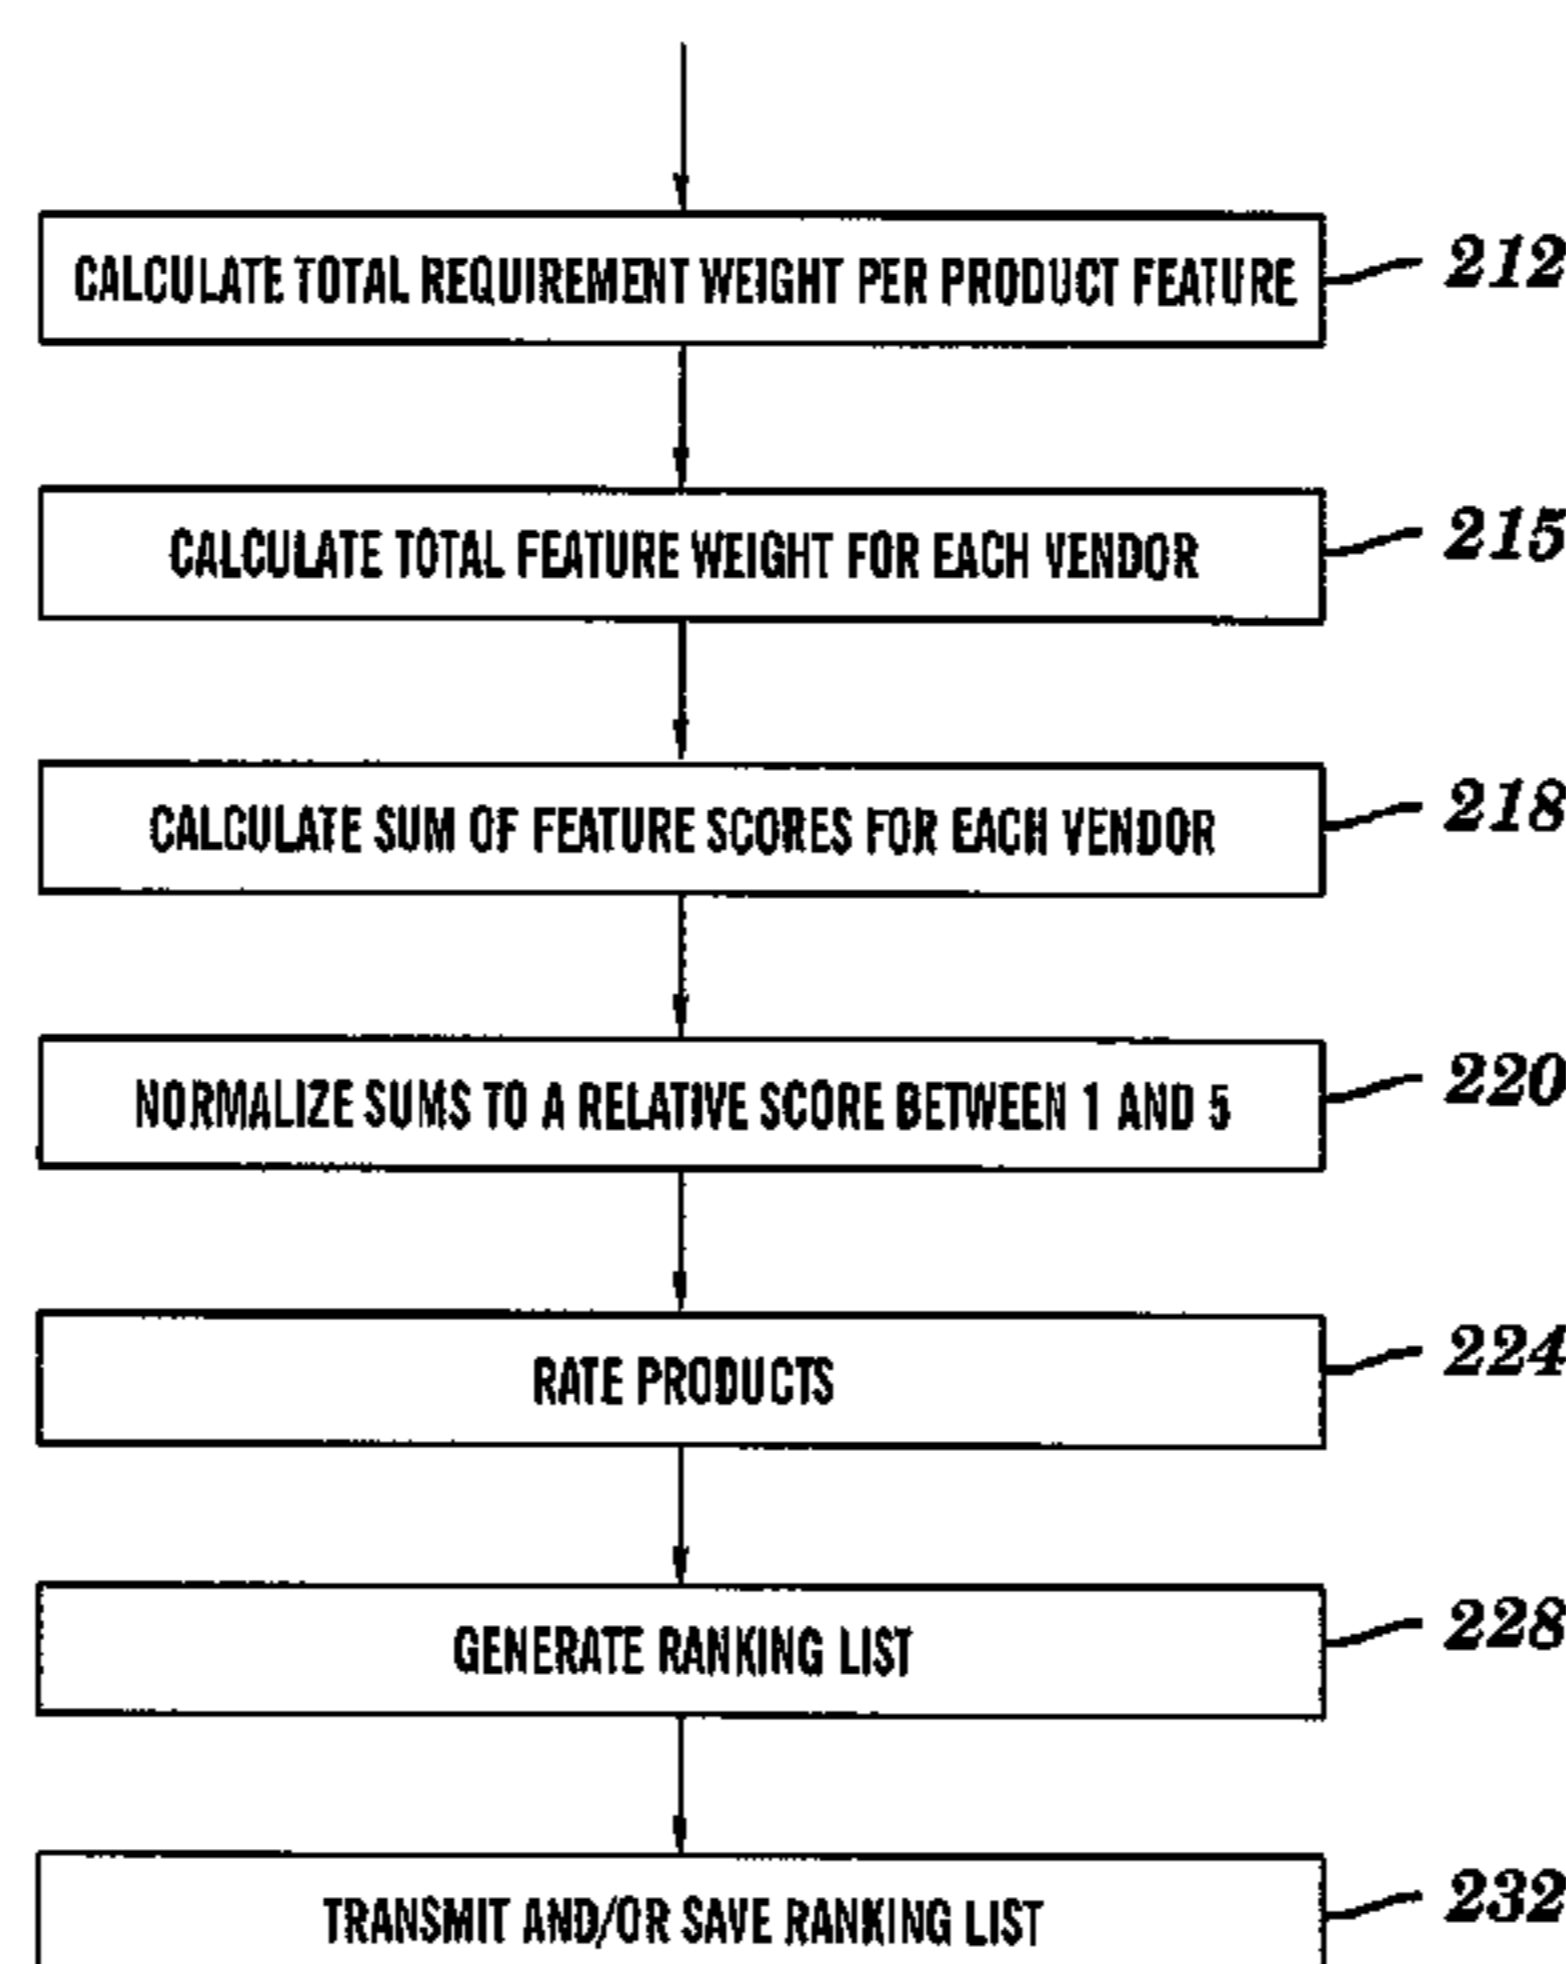 CALCULATE TOTAL REQUIREMENT WEIGHT PER PRODUCT FEATURE 212
CALCULATE TOTAL FEATURE WEIGHT FOR EACH VENDOR 215
CALCULATE SUM OF FEATURE SCORES FOR EACH VENDOR 218
NORMALIZE SUMS TO A RELATIVE SCORE BETWEEN 1 AND 5 220
RATE PRODUCTS 224
GENERATE RANKING LIST 228
TRANSMIT AND/OR SAVE RANKING LIST 232